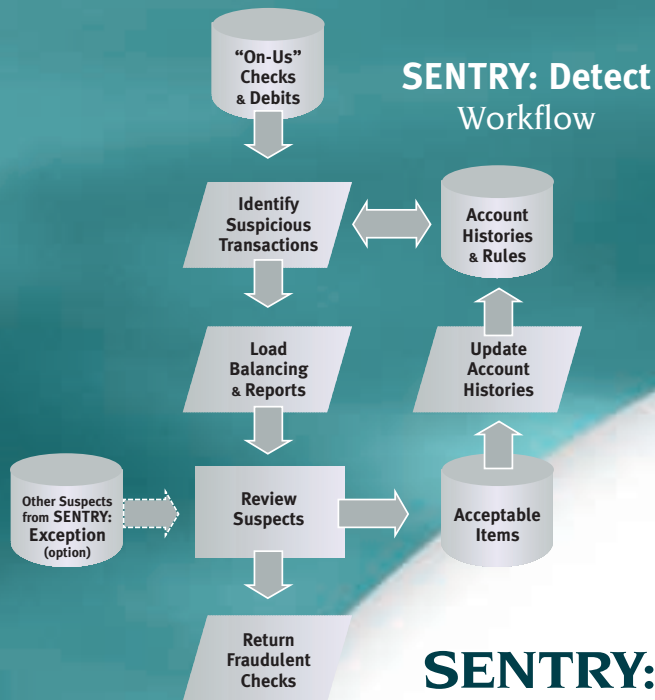 “On-Us”
Checks
& Debits
SENTRY: Detect
Workflow
Identify
Suspicious
Transactions
Account
Histories
& Rules
Load
Balancing
& Reports
Update
Account
Histories
Other Suspects
from SENTRY:
Exception
(option)
Review
Suspects
Acceptable
Items
Return
Fraudulent
Checks
SENTRY: